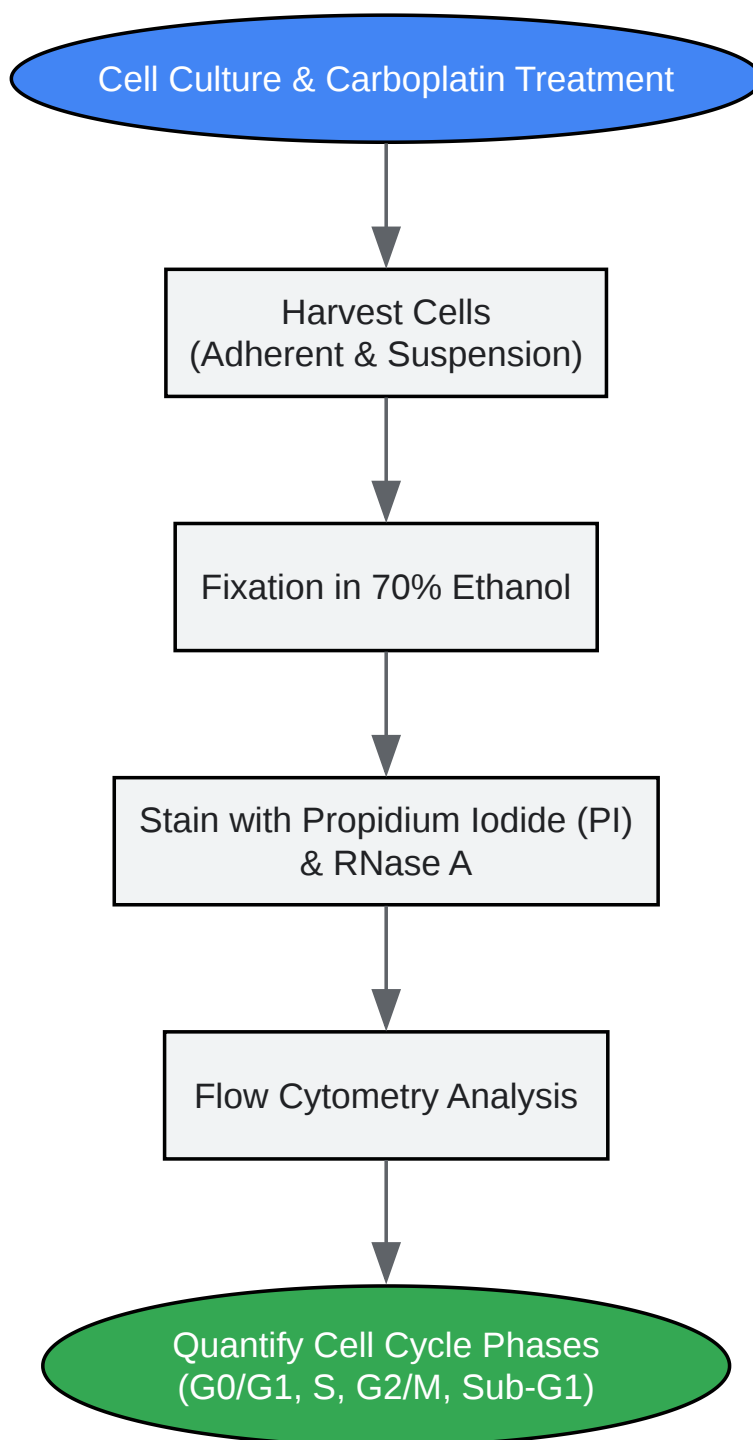 Cell Culture & Carboplatin Treatment
Harvest Cells
(Adherent & Suspension)
Fixation in 70% Ethanol
Stain with Propidium Iodide (PI)
& RNase A
Flow Cytometry Analysis
Quantify Cell Cycle Phases
(G0/G1, S, G2/M, Sub-G1)